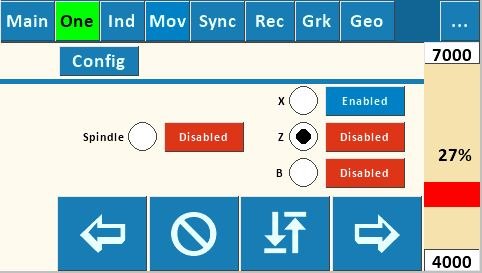 Main One Ind Mov Sync Rec Grk Geo ...
Config 7000
X Enabled
Spindle Disabled Z Disabled
27%
B Disabled
4000